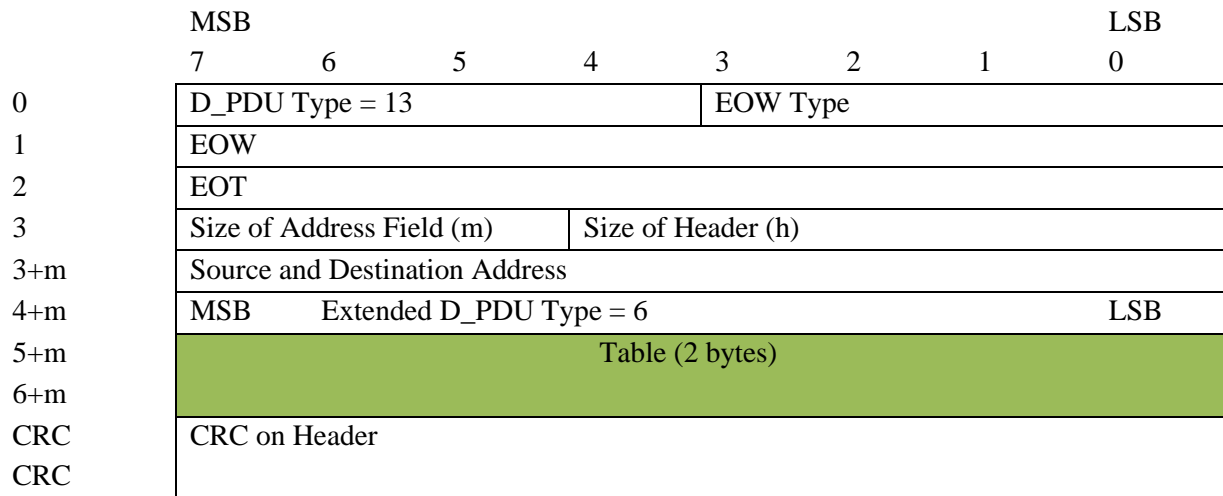 MSB LSB
7 6 5 4 3 2 1 0
0 D_PDU Type = 13 EOW Type
1 EOW
2 EOT
3 Size of Address Field (m) Size of Header (h)
3+m Source and Destination Address
4+m MSB Extended D_PDU Type = 6 LSB
5+m Table (2 bytes)
6+m
CRC CRC on Header
CRC